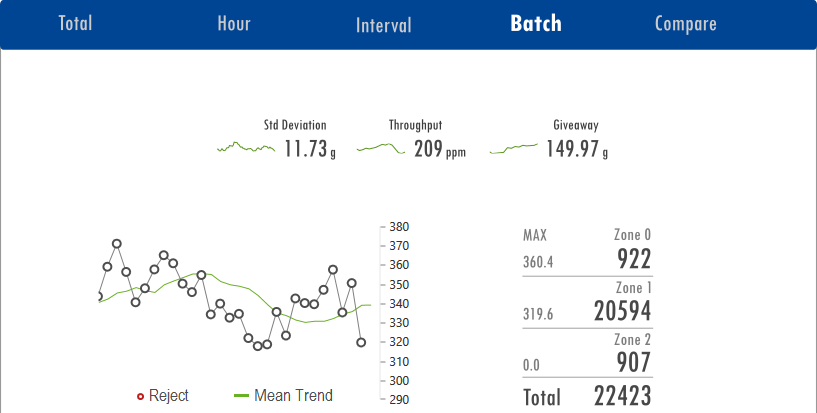 Total Hour Interval Batch Compare
Std Deviation Throughput Giveaway
11.73 g 209 ppm 149.97 g
380
370
360
350
340
330
320
310
300
290
Reject Mean Trend
MAX Zone 0
360.4 922
Zone 1
319.6 20594
Zone 2
0.0 907
Total 22423